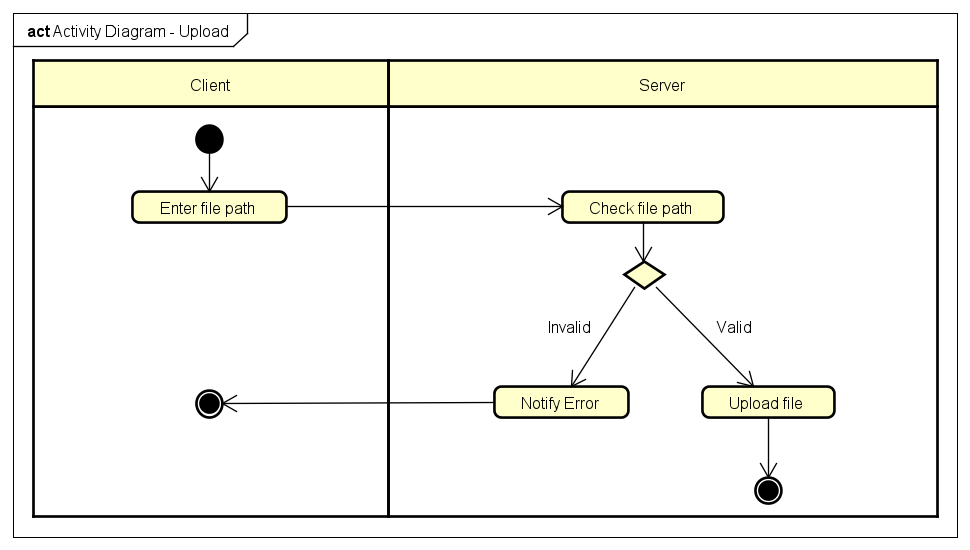 act Activity Diagram - Upload
Client
Server
Enter file path
Check file path
Invalid
Valid
Notify Error
Upload file